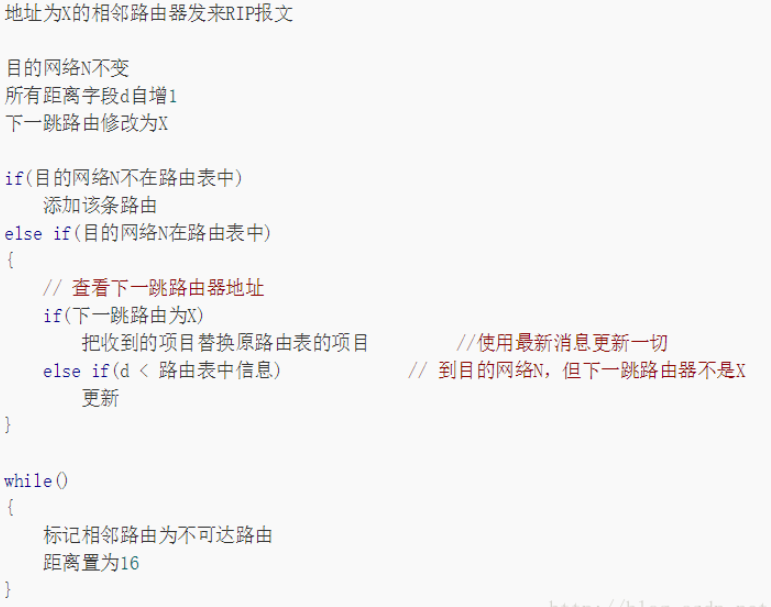 地址为X的相邻路由器发来RIP报文
目的网络N不变
所有距离字段d自增1
下一跳路由修改为X
if(目的网络N不在路由表中)
添加该条路由
else if(目的网络N在路由表中)
{
// 查看下一跳路由器地址
if(下一跳路由为X)
把收到的项目替换原路由表的项目 //使用最新消息更新一切
else if(d < 路由表中信息) // 到目的网络N，但下一跳路由器不是X
更新
}
while()
{
标记相邻路由为不可达路由
距离置为16
}